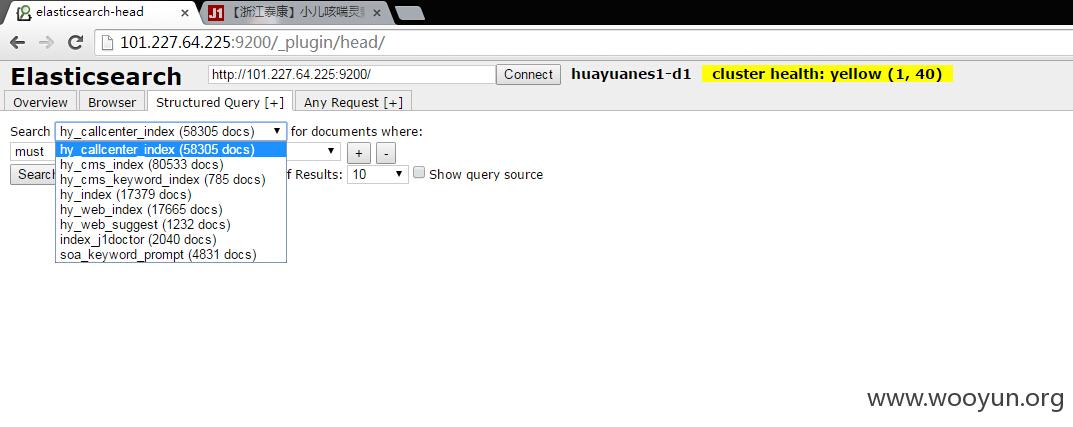 elasticsearch-head
J1 【浙江泰康】小儿咳喘灵
101.227.64.225:9200/_plugin/head/
Elasticsearch http://101.227.64.225:9200/ Connect huayuanes1-d1 cluster health: yellow (1, 40)
Overview Browser Structured Query [+] Any Request [+]
Search hy_callcenter_index (58305 docs) for documents where:
must + -
hy_callcenter_index (58305 docs)
hy_cms_index (80533 docs)
hy_cms_keyword_index (785 docs)
hy_index (17379 docs)
hy_web_index (17665 docs)
hy_web_suggest (1232 docs)
index_j1doctor (2040 docs)
soa_keyword_prompt (4831 docs)
Search f Results: 10 Show query source
www.wooyun.org